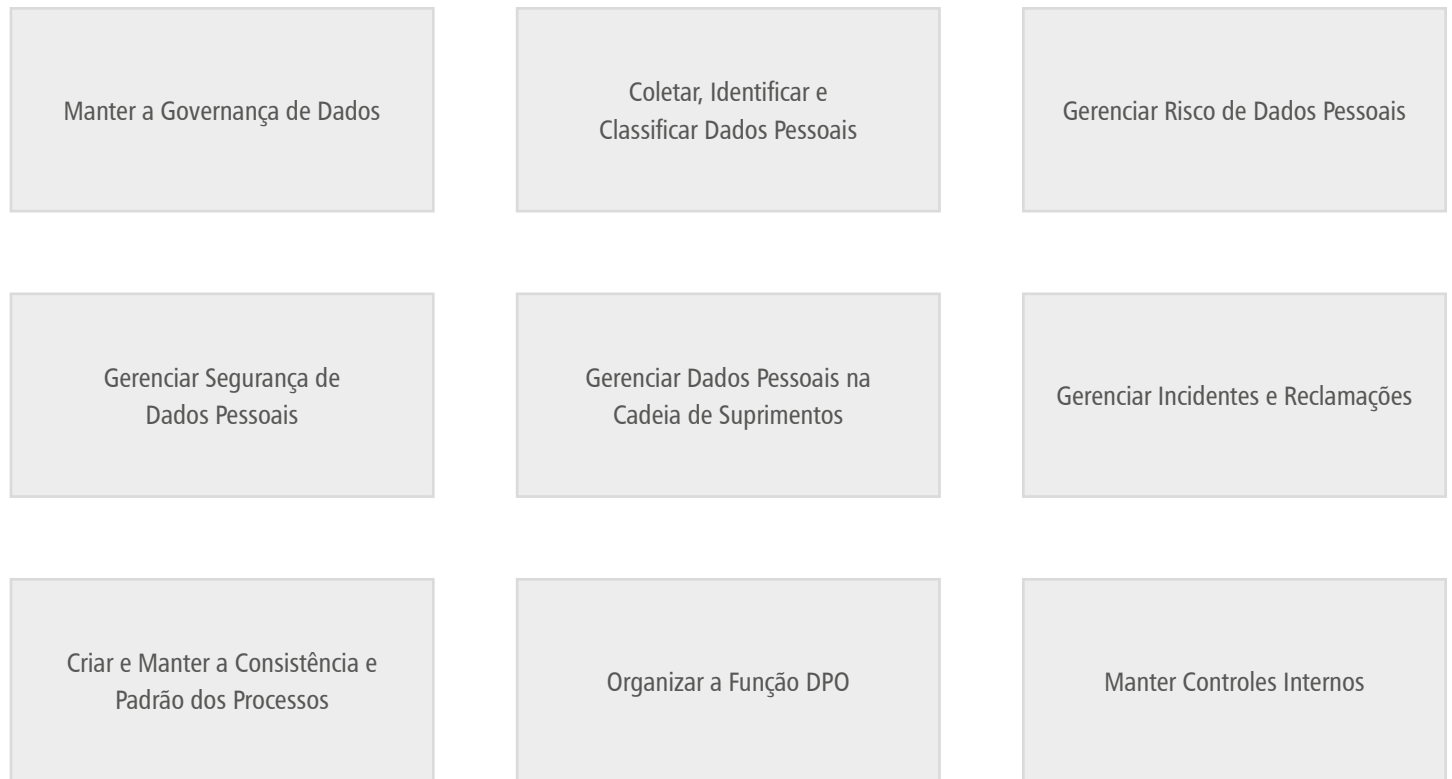 Manter a Governança de Dados
Coletar, Identificar e
Classificar Dados Pessoais
Gerenciar Risco de Dados Pessoais
Gerenciar Segurança de
Dados Pessoais
Gerenciar Dados Pessoais na
Cadeia de Suprimentos
Gerenciar Incidentes e Reclamações
Criar e Manter a Consistência e
Padrão dos Processos
Organizar a Função DPO
Manter Controles Internos